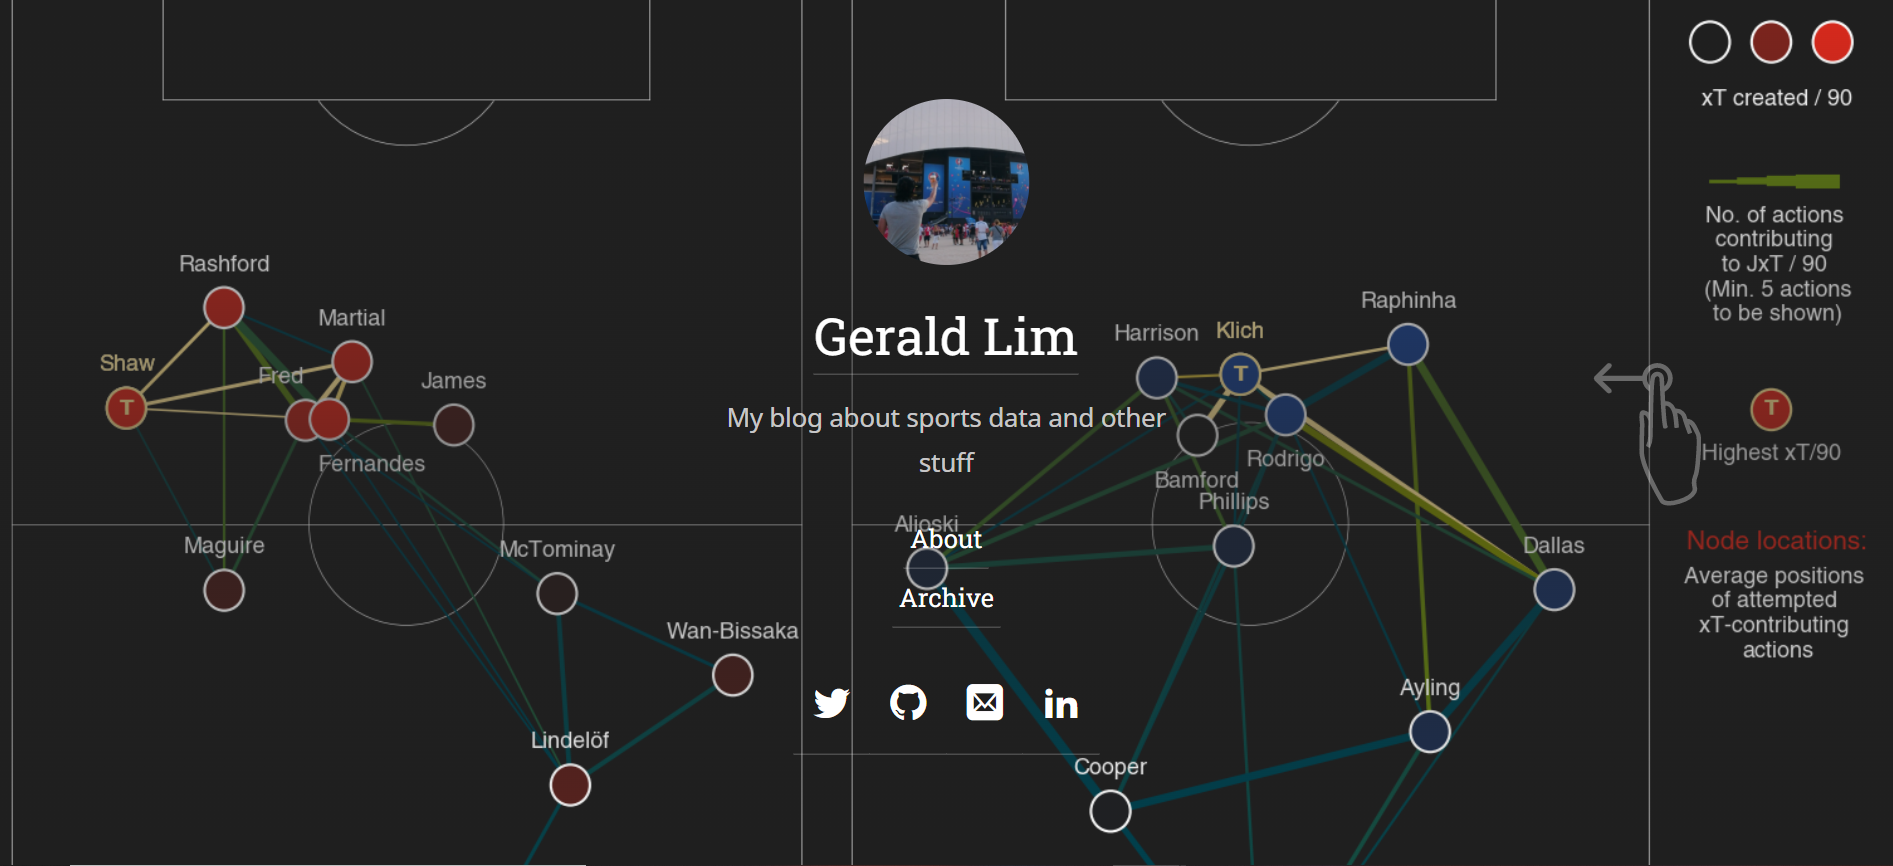 Rashford
Martial
Shaw
T
Fred
James
Fernandes
Maguire
McTominay
Wan-Bissaka
Lindelöf
Gerald Lim
My blog about sports data and other
stuff
About
Archive
in
Raphinha
Harrison
Klich
T
Rodrigo
Bamford
Phillips
Alioski
Dallas
Ayling
Cooper
xT created / 90
No. of actions
contributing
to JxT / 90
(Min. 5 actions
to be shown)
T
Highest xT/90
Node locations:
Average positions
of attempted
xT-contributing
actions